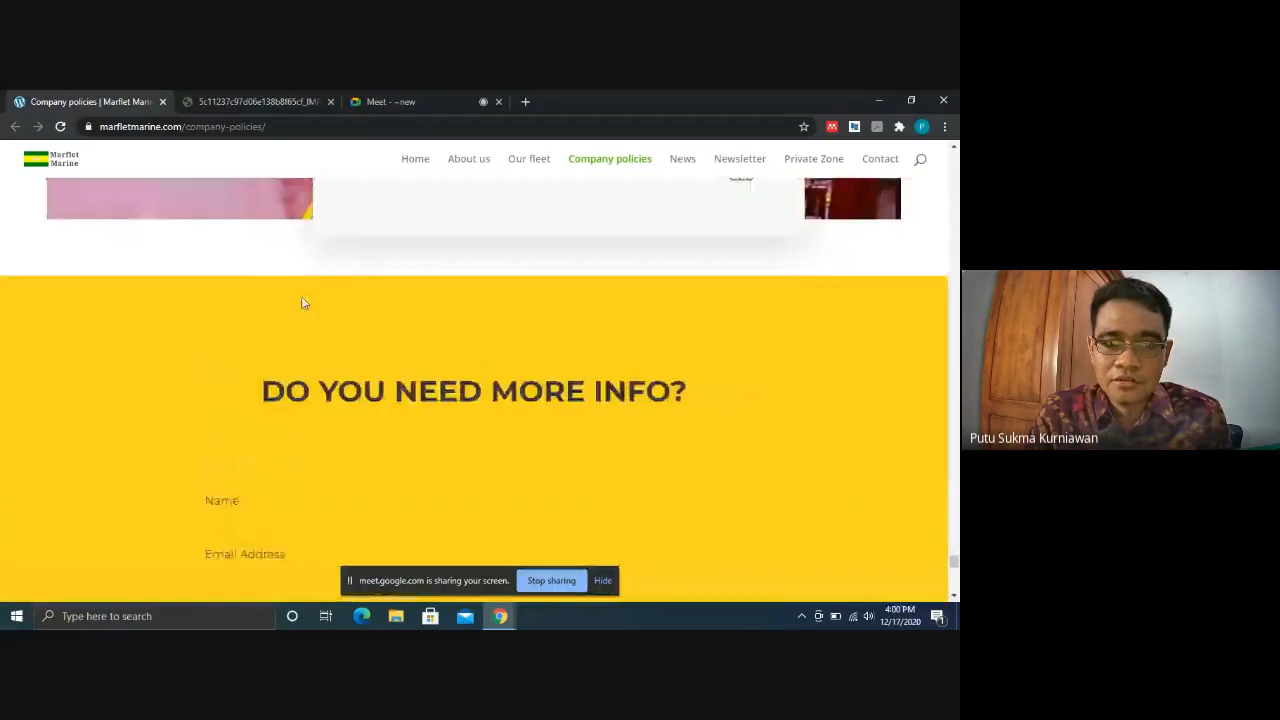 Company policies | Marflet Marin
5c11237c97d06e138b8f65cf_IMP
Meet - ~new
marfletmarine.com/company-policies/
P
Marflet
Marine
Home
About us
Our fleet
Company policies
News
Newsletter
Private Zone
Contact
DO YOU NEED MORE INFO?
Name
Email Address
meet.google.com is sharing your screen.
Stop sharing
Hide
Putu Sukma Kurniawan
Type here to search
4:00 PM
12/17/2020
1